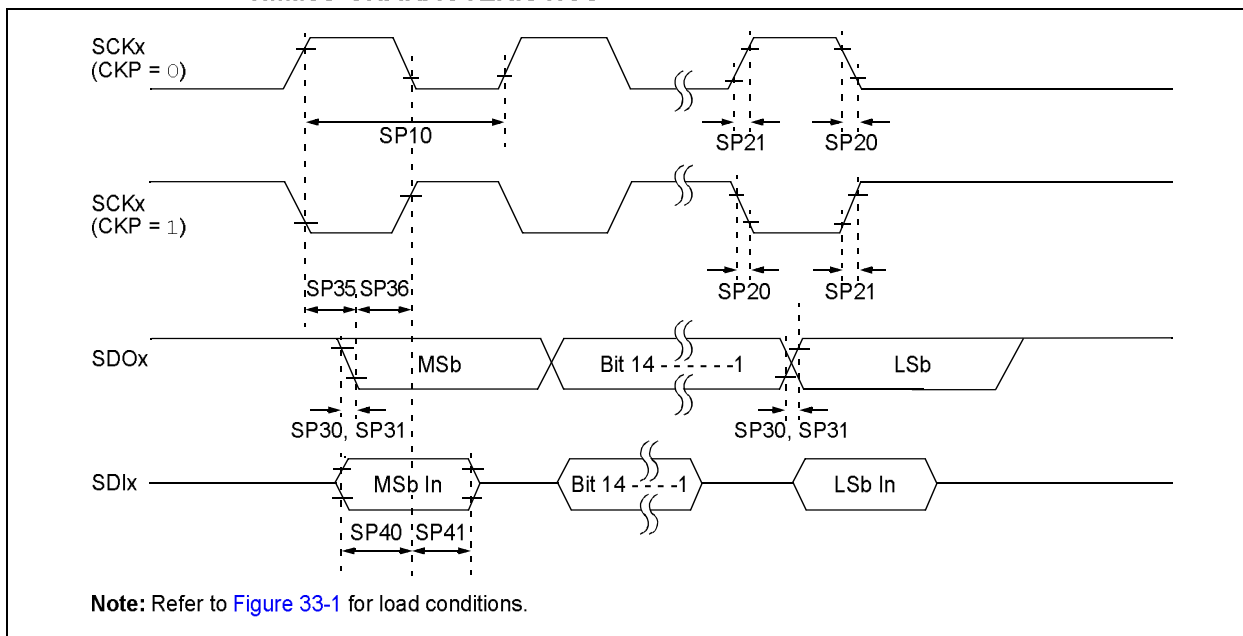 SCKx
(CKP = 0)
SP10
SP21
SP20
SCKx
(CKP = 1)
SP35
SP36
SP20
SP21
SDOx
MSb
Bit 14 - - - - - -1
LSb
SP30, SP31
SP30, SP31
SDIx
MSb In
Bit 14 - - - -1
LSb In
SP40
SP41
Note: Refer to Figure 33-1 for load conditions.